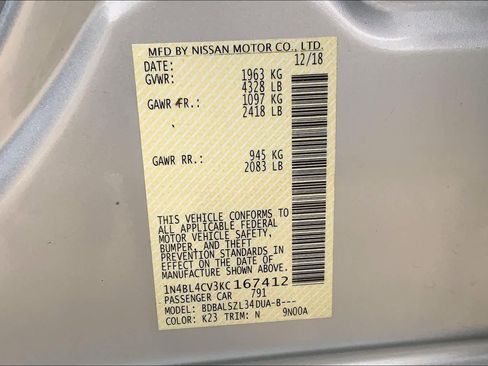 MFD BY NISSAN MOTOR CO., LTD.
DATE: 12/18
GVWR: 1963 KG
4328 LB
GAWR FR.: 1097 KG
2418 LB
GAWR RR.: 945 KG
2083 LB
THIS VEHICLE CONFORMS TO
ALL APPLICABLE FEDERAL
MOTOR VEHICLE SAFETY,
BUMPER, AND THEFT
PREVENTION STANDARDS IN
EFFECT ON THE DATE OF
MANUFACTURE SHOWN ABOVE.
1N4BL4CV3KC167412
PASSENGER CAR 791
MODEL: BDBALSZL34DUA-B---
COLOR: K23 TRIM: N 9N00A